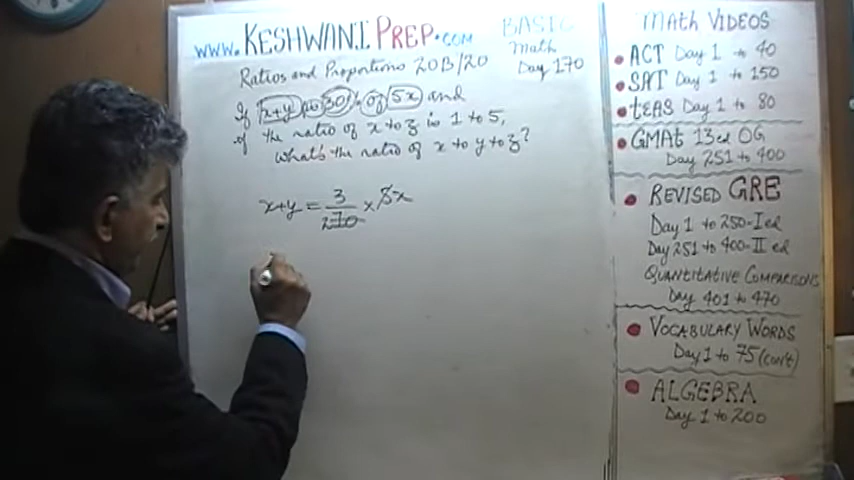 www.KESHWANI PREP.com
BASIC
Math
Day 170
Ratios and Proportions 20B/20
If x+y is 30% of 5x and
if the ratio of x to z is 1 to 5,
what's the ratio of x to y to z?
x+y = 3/2 10 × 5x
MATH VIDEOS
ACT Day 1 to 40
SAT Day 1 to 150
TEAS Day 1 to 80
GMAT 13ed OG
Day 251 to 400
REVISED GRE
Day 1 to 250-I ed
Day 251 to 400-II ed
QUANTITATIVE COMPARISONS
Day 401 to 470
VOCABULARY WORDS
Day 1 to 75 (con't)
ALGEBRA
Day 1 to 200